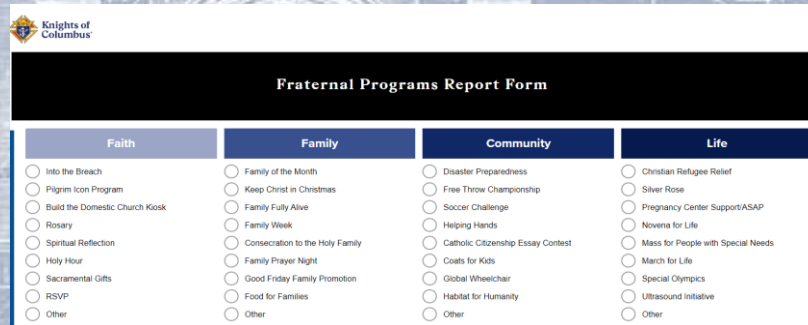 Knights of
Columbus
Fraternal Programs Report Form
Faith
Into the Breach
Pilgrim Icon Program
Build the Domestic Church Kiosk
Rosary
Spiritual Reflection
Holy Hour
Sacramental Gifts
RSVP
Other
Family
Family of the Month
Keep Christ in Christmas
Family Fully Alive
Family Week
Consecration to the Holy Family
Family Prayer Night
Good Friday Family Promotion
Food for Families
Other
Community
Disaster Preparedness
Free Throw Championship
Soccer Challenge
Helping Hands
Catholic Citizenship Essay Contest
Coats for Kids
Global Wheelchair
Habitat for Humanity
Other
Life
Christian Refugee Relief
Silver Rose
Pregnancy Center Support/ASAP
Novena for Life
Mass for People with Special Needs
March for Life
Special Olympics
Ultrasound Initiative
Other